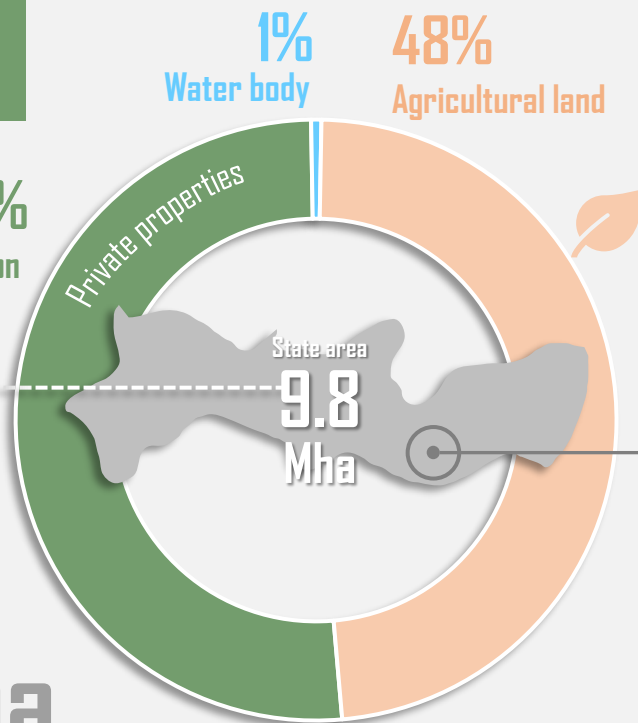 1%
Water body
48%
Agricultural land
%
Private properties
State area
9.8
Mha